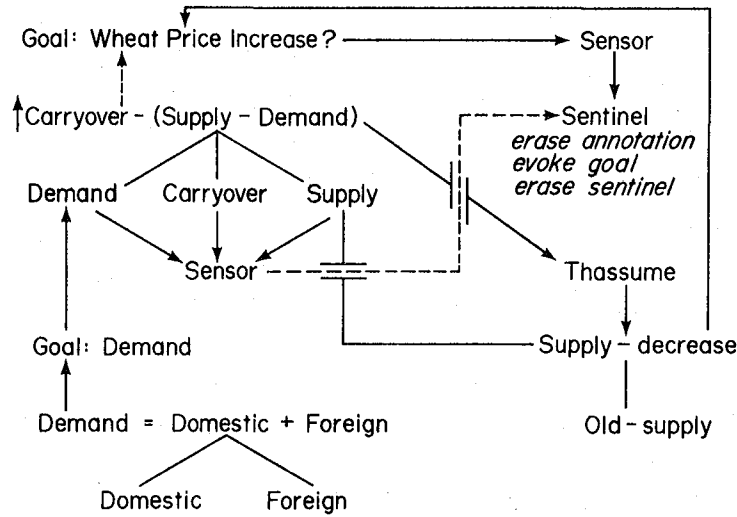 Goal: Wheat Price Increase?
Sensor
Carryover - (Supply - Demand)
Sentinel
erase annotation
evoke goal
erase sentinel
Demand
Carryover
Supply
Sensor
Thassume
Goal: Demand
Supply - decrease
Demand = Domestic + Foreign
Old - supply
Domestic
Foreign